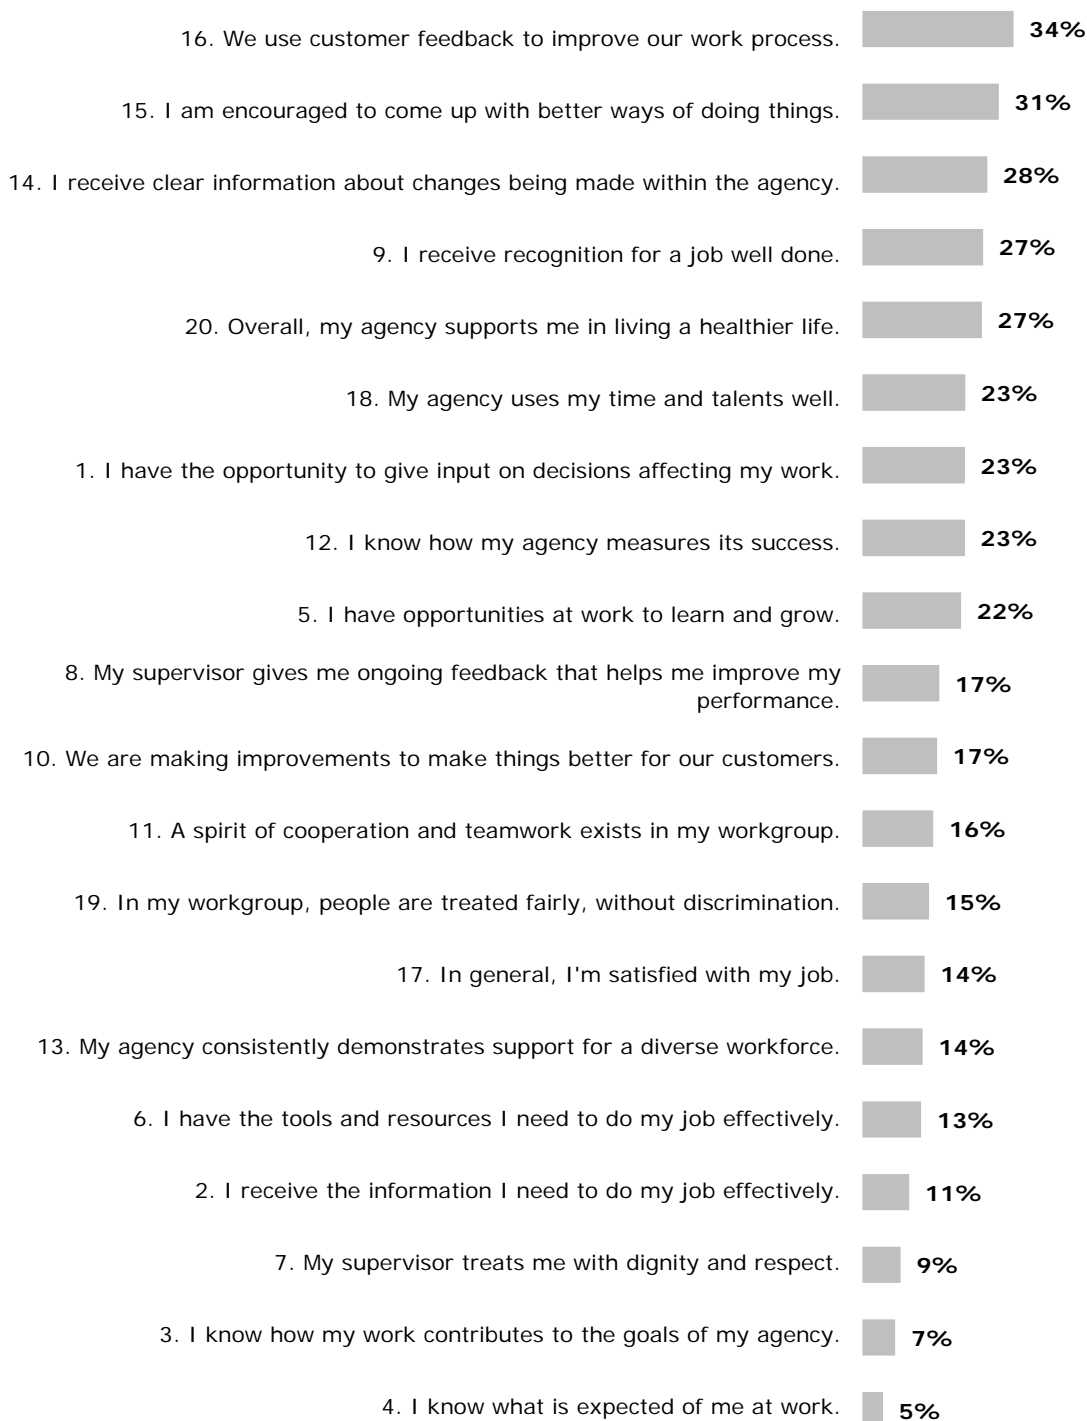 16. We use customer feedback to improve our work process. 34%
15. I am encouraged to come up with better ways of doing things. 31%
14. I receive clear information about changes being made within the agency. 28%
9. I receive recognition for a job well done. 27%
20. Overall, my agency supports me in living a healthier life. 27%
18. My agency uses my time and talents well. 23%
1. I have the opportunity to give input on decisions affecting my work. 23%
12. I know how my agency measures its success. 23%
5. I have opportunities at work to learn and grow. 22%
8. My supervisor gives me ongoing feedback that helps me improve my
performance. 17%
10. We are making improvements to make things better for our customers. 17%
11. A spirit of cooperation and teamwork exists in my workgroup. 16%
19. In my workgroup, people are treated fairly, without discrimination. 15%
17. In general, I'm satisfied with my job. 14%
13. My agency consistently demonstrates support for a diverse workforce. 14%
6. I have the tools and resources I need to do my job effectively. 13%
2. I receive the information I need to do my job effectively. 11%
7. My supervisor treats me with dignity and respect. 9%
3. I know how my work contributes to the goals of my agency. 7%
4. I know what is expected of me at work. 5%